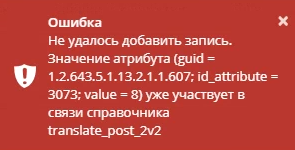 Ошибка
Не удалось добавить запись.
Значение атрибута (guid =
1.2.643.5.1.13.2.1.1.607; id_attribute =
3073; value = 8) уже участвует в
связи справочника
translate_post_2v2